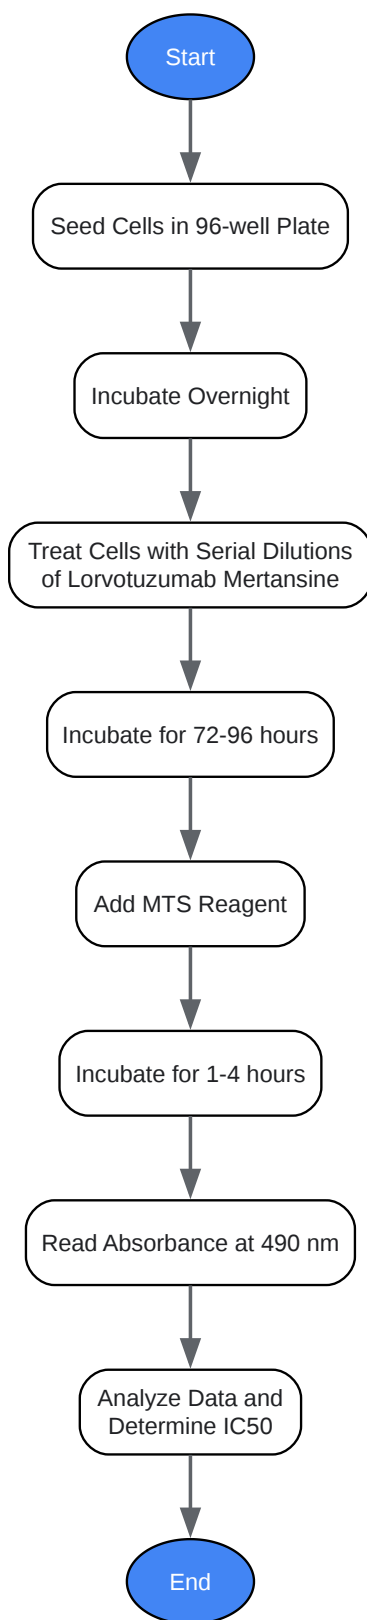 Start
Seed Cells in 96-well Plate
Incubate Overnight
Treat Cells with Serial Dilutions
of Lorvotuzumab Mertansine
Incubate for 72-96 hours
Add MTS Reagent
Incubate for 1-4 hours
Read Absorbance at 490 nm
Analyze Data and
Determine IC50
End